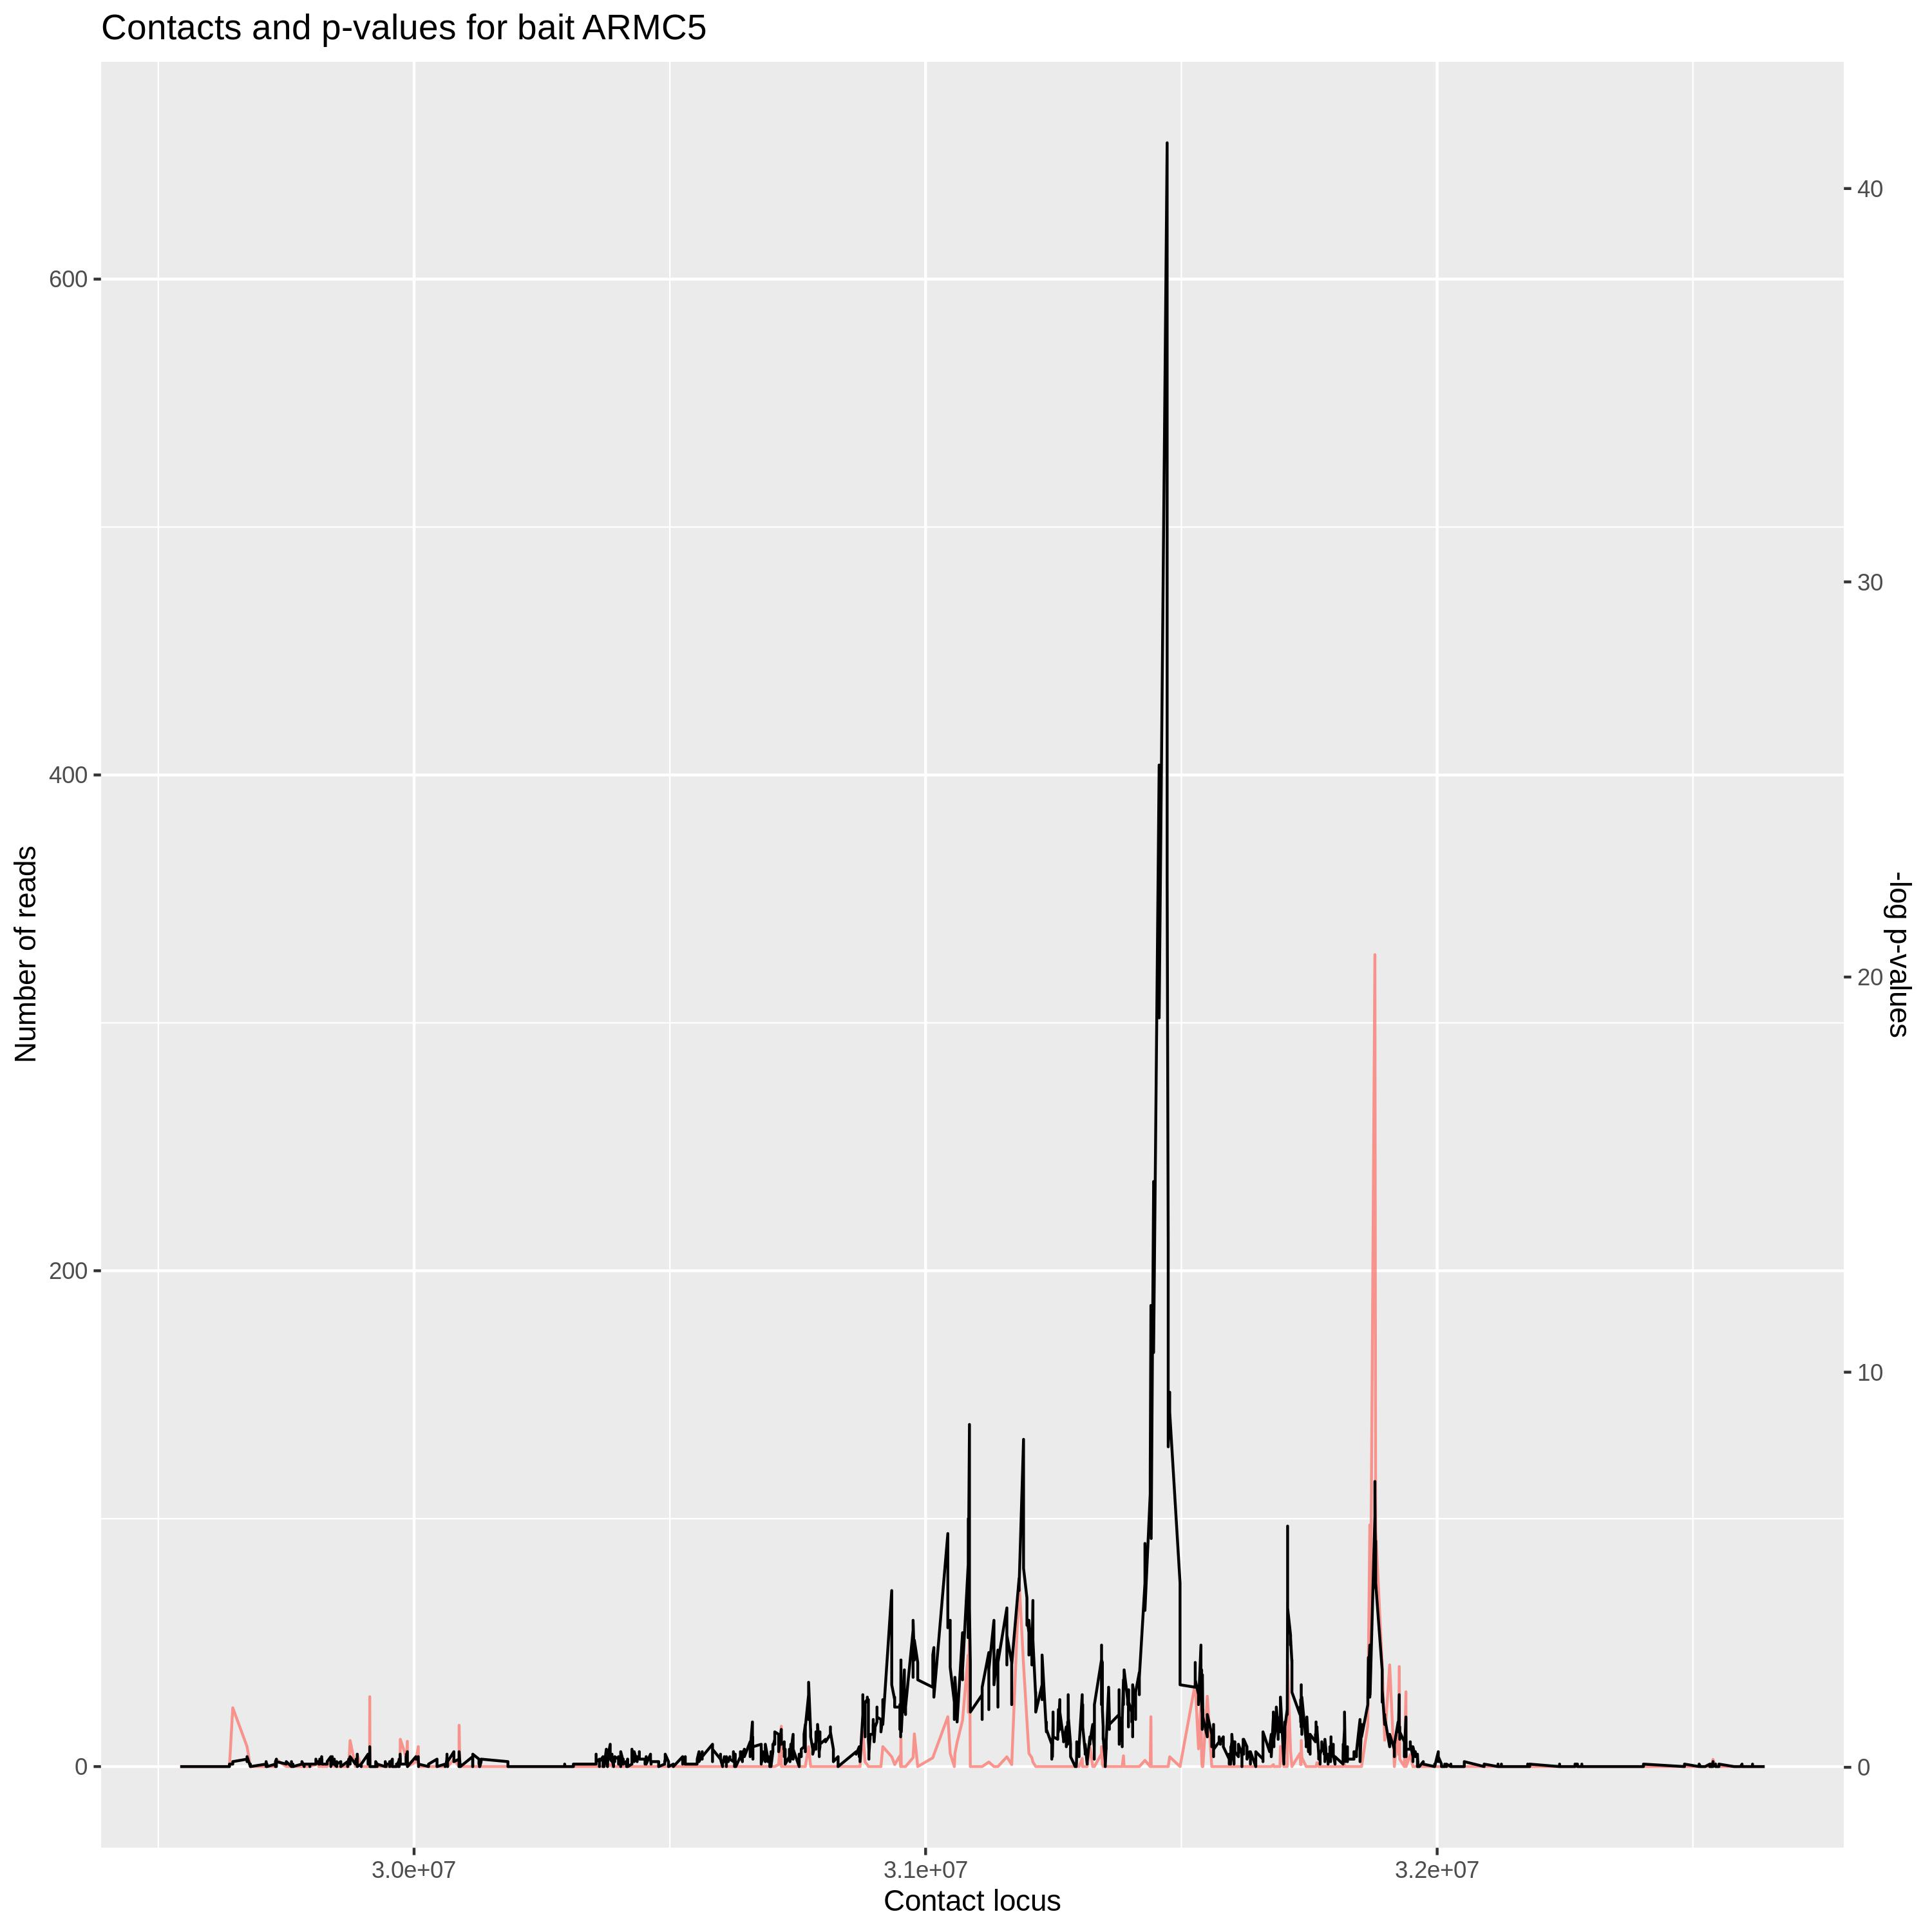 Contacts and p-values for bait ARMC5
Number of reads
600
400
200
0
40
30
20
10
0
-log p-values
3.0e+07
3.1e+07
3.2e+07
Contact locus